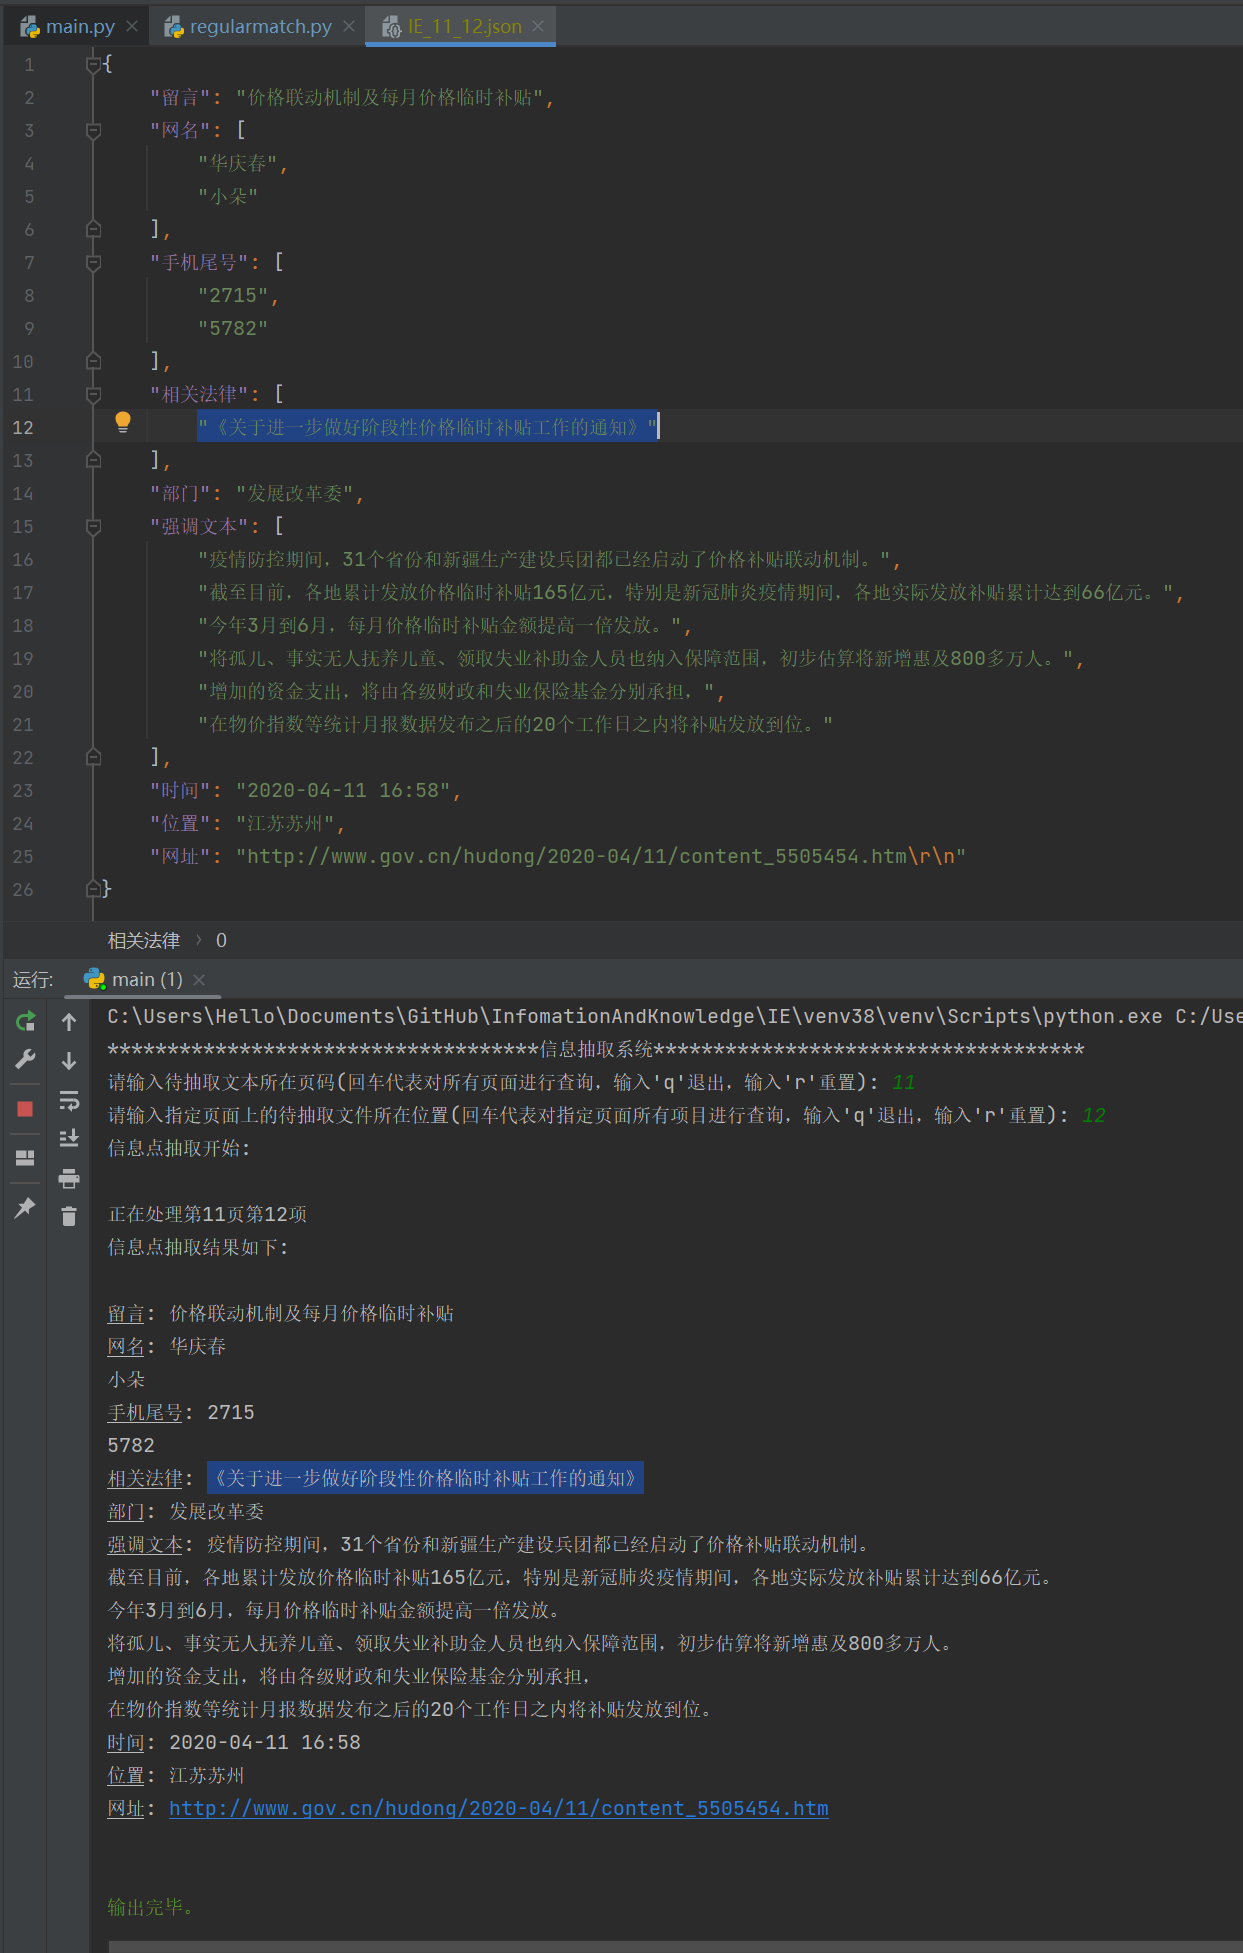 main.py
regularmatch.py
IE_11_12.json
1 {
2 "留言": "价格联动机制及每月价格临时补贴",
3 "网名": [
4 "华庆春",
5 "小朵"
6 ],
7 "手机尾号": [
8 "2715",
9 "5782"
10 ],
11 "相关法律": [
12 "《关于进一步做好阶段性价格临时补贴工作的通知》"
13 ],
14 "部门": "发展改革委",
15 "强调文本": [
16 "疫情防控期间，31个省份和新疆生产建设兵团都已经启动了价格补贴联动机制。",
17 "截至目前，各地累计发放价格临时补贴165亿元，特别是新冠肺炎疫情期间，各地实际发放补贴累计达到66亿元。",
18 "今年3月到6月，每月价格临时补贴金额提高一倍发放。",
19 "将孤儿、事实无人抚养儿童、领取失业补助金人员也纳入保障范围，初步估算将新增惠及800多万人。",
20 "增加的资金支出，将由各级财政和失业保险基金分别承担，",
21 "在物价指数等统计月报数据发布之后的20个工作日之内将补贴发放到位。"
22 ],
23 "时间": "2020-04-11 16:58",
24 "位置": "江苏苏州",
25 "网址": "http://www.gov.cn/hudong/2020-04/11/content_5505454.htm\r\n"
26 }
相关法律 › 0
运行: main (1)
C:\Users\Hello\Documents\GitHub\InfomationAndKnowledge\IE\venv38\venv\Scripts\python.exe C:/Use
************************************信息抽取系统************************************
请输入待抽取文本所在页码(回车代表对所有页面进行查询，输入'q'退出，输入'r'重置): 11
请输入指定页面上的待抽取文件所在位置(回车代表对指定页面所有项目进行查询，输入'q'退出，输入'r'重置): 12
信息点抽取开始:
正在处理第11页第12项
信息点抽取结果如下:
留言: 价格联动机制及每月价格临时补贴
网名: 华庆春
小朵
手机尾号: 2715
5782
相关法律: 《关于进一步做好阶段性价格临时补贴工作的通知》
部门: 发展改革委
强调文本: 疫情防控期间，31个省份和新疆生产建设兵团都已经启动了价格补贴联动机制。
截至目前，各地累计发放价格临时补贴165亿元，特别是新冠肺炎疫情期间，各地实际发放补贴累计达到66亿元。
今年3月到6月，每月价格临时补贴金额提高一倍发放。
将孤儿、事实无人抚养儿童、领取失业补助金人员也纳入保障范围，初步估算将新增惠及800多万人。
增加的资金支出，将由各级财政和失业保险基金分别承担，
在物价指数等统计月报数据发布之后的20个工作日之内将补贴发放到位。
时间: 2020-04-11 16:58
位置: 江苏苏州
网址: http://www.gov.cn/hudong/2020-04/11/content_5505454.htm
输出完毕。